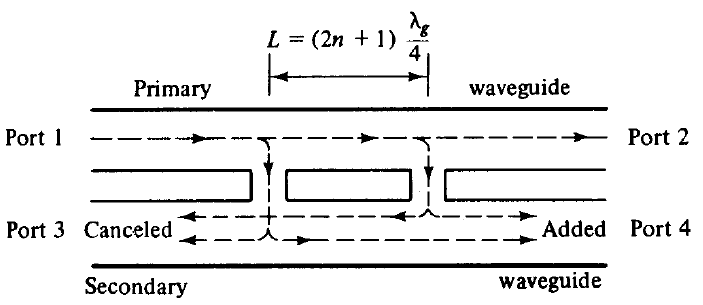 L = (2n + 1) λg/4
Primary waveguide
Port 1 Port 2
Port 3 Canceled Added Port 4
Secondary waveguide